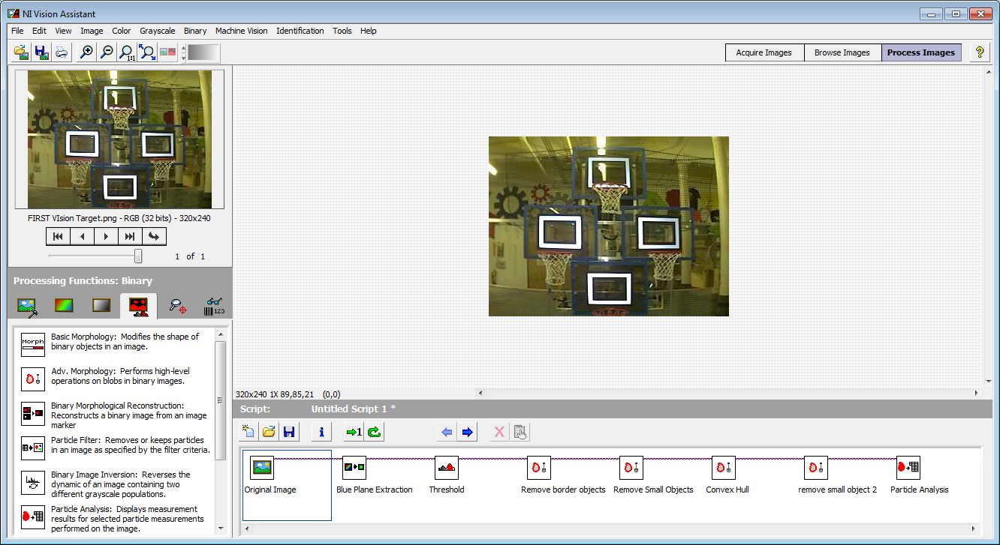 NI Vision Assistant
File Edit View Image Color Grayscale Binary Machine Vision Identification Tools Help
1:1
Acquire Images Browse Images Process Images ?
FIRST VIsion Target.png - RGB (32 bits) - 320x240
1 of 1
Processing Functions: Binary
123
Morph
Basic Morphology: Modifies the shape of
binary objects in an image.
Adv. Morphology: Performs high-level
operations on blobs in binary images.
Binary Morphological Reconstruction:
Reconstructs a binary image from an image
marker
Particle Filter: Removes or keeps particles
in an image as specified by the filter criteria.
Binary Image Inversion: Reverses the
dynamic of an image containing two
different grayscale populations.
Particle Analysis: Displays measurement
results for selected particle measurements
performed on the image.
320x240 1X 89,85,21 (0,0)
Script: Untitled Script 1 *
i
1
Original Image
Blue Plane Extraction
Threshold
Remove border objects
Remove Small Objects
Convex Hull
remove small object 2
Particle Analysis